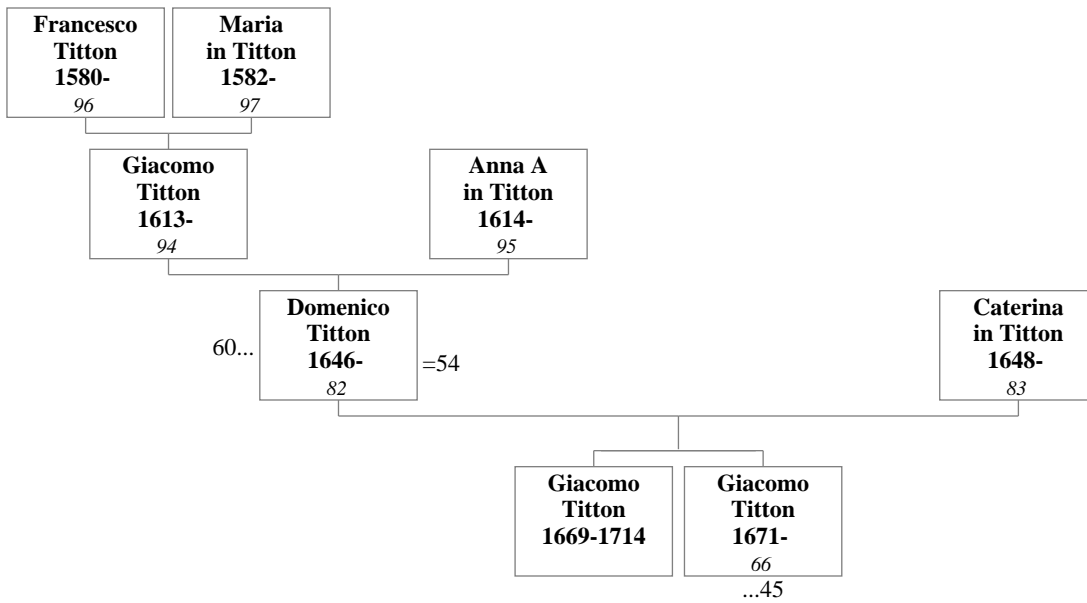 Francesco
Titton
1580-
96
Maria
in Titton
1582-
97
Giacomo
Titton
1613-
94
Anna A
in Titton
1614-
95
60...
Domenico
Titton
1646-
82
=54
Caterina
in Titton
1648-
83
Giacomo
Titton
1669-1714
Giacomo
Titton
1671-
66
...45